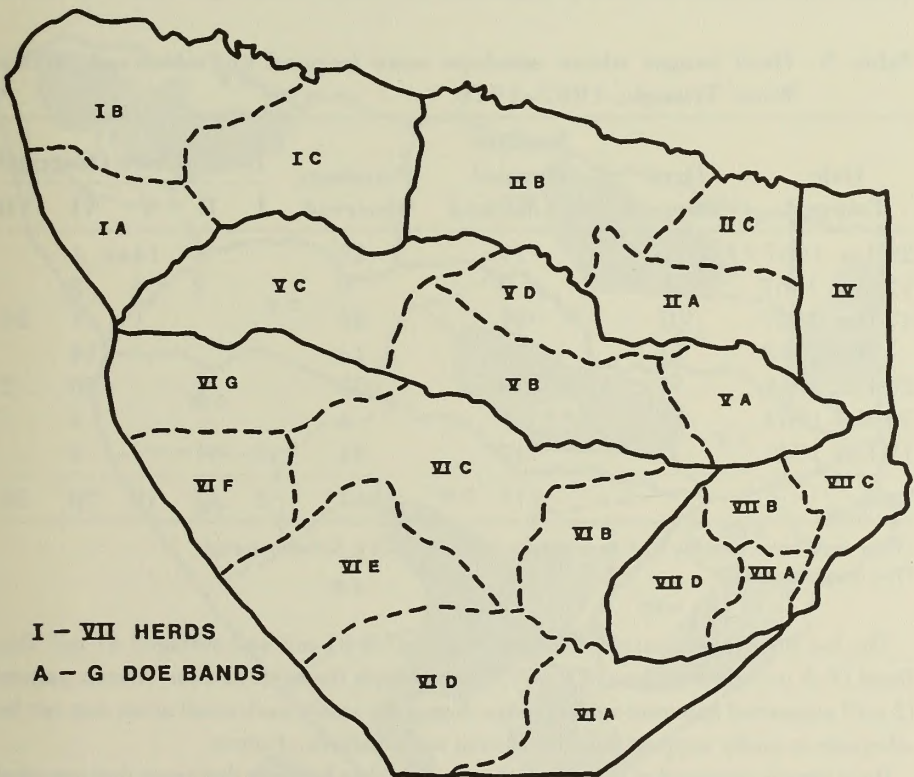 I B
I C
II B
II C
I A
IV
V C
V D
II A
VI G
V B
V A
VI C
VII C
VI F
VII B
VI B
VI E
VII A
VII D
I - VII HERDS
A - G DOE BANDS
VI D
VI A